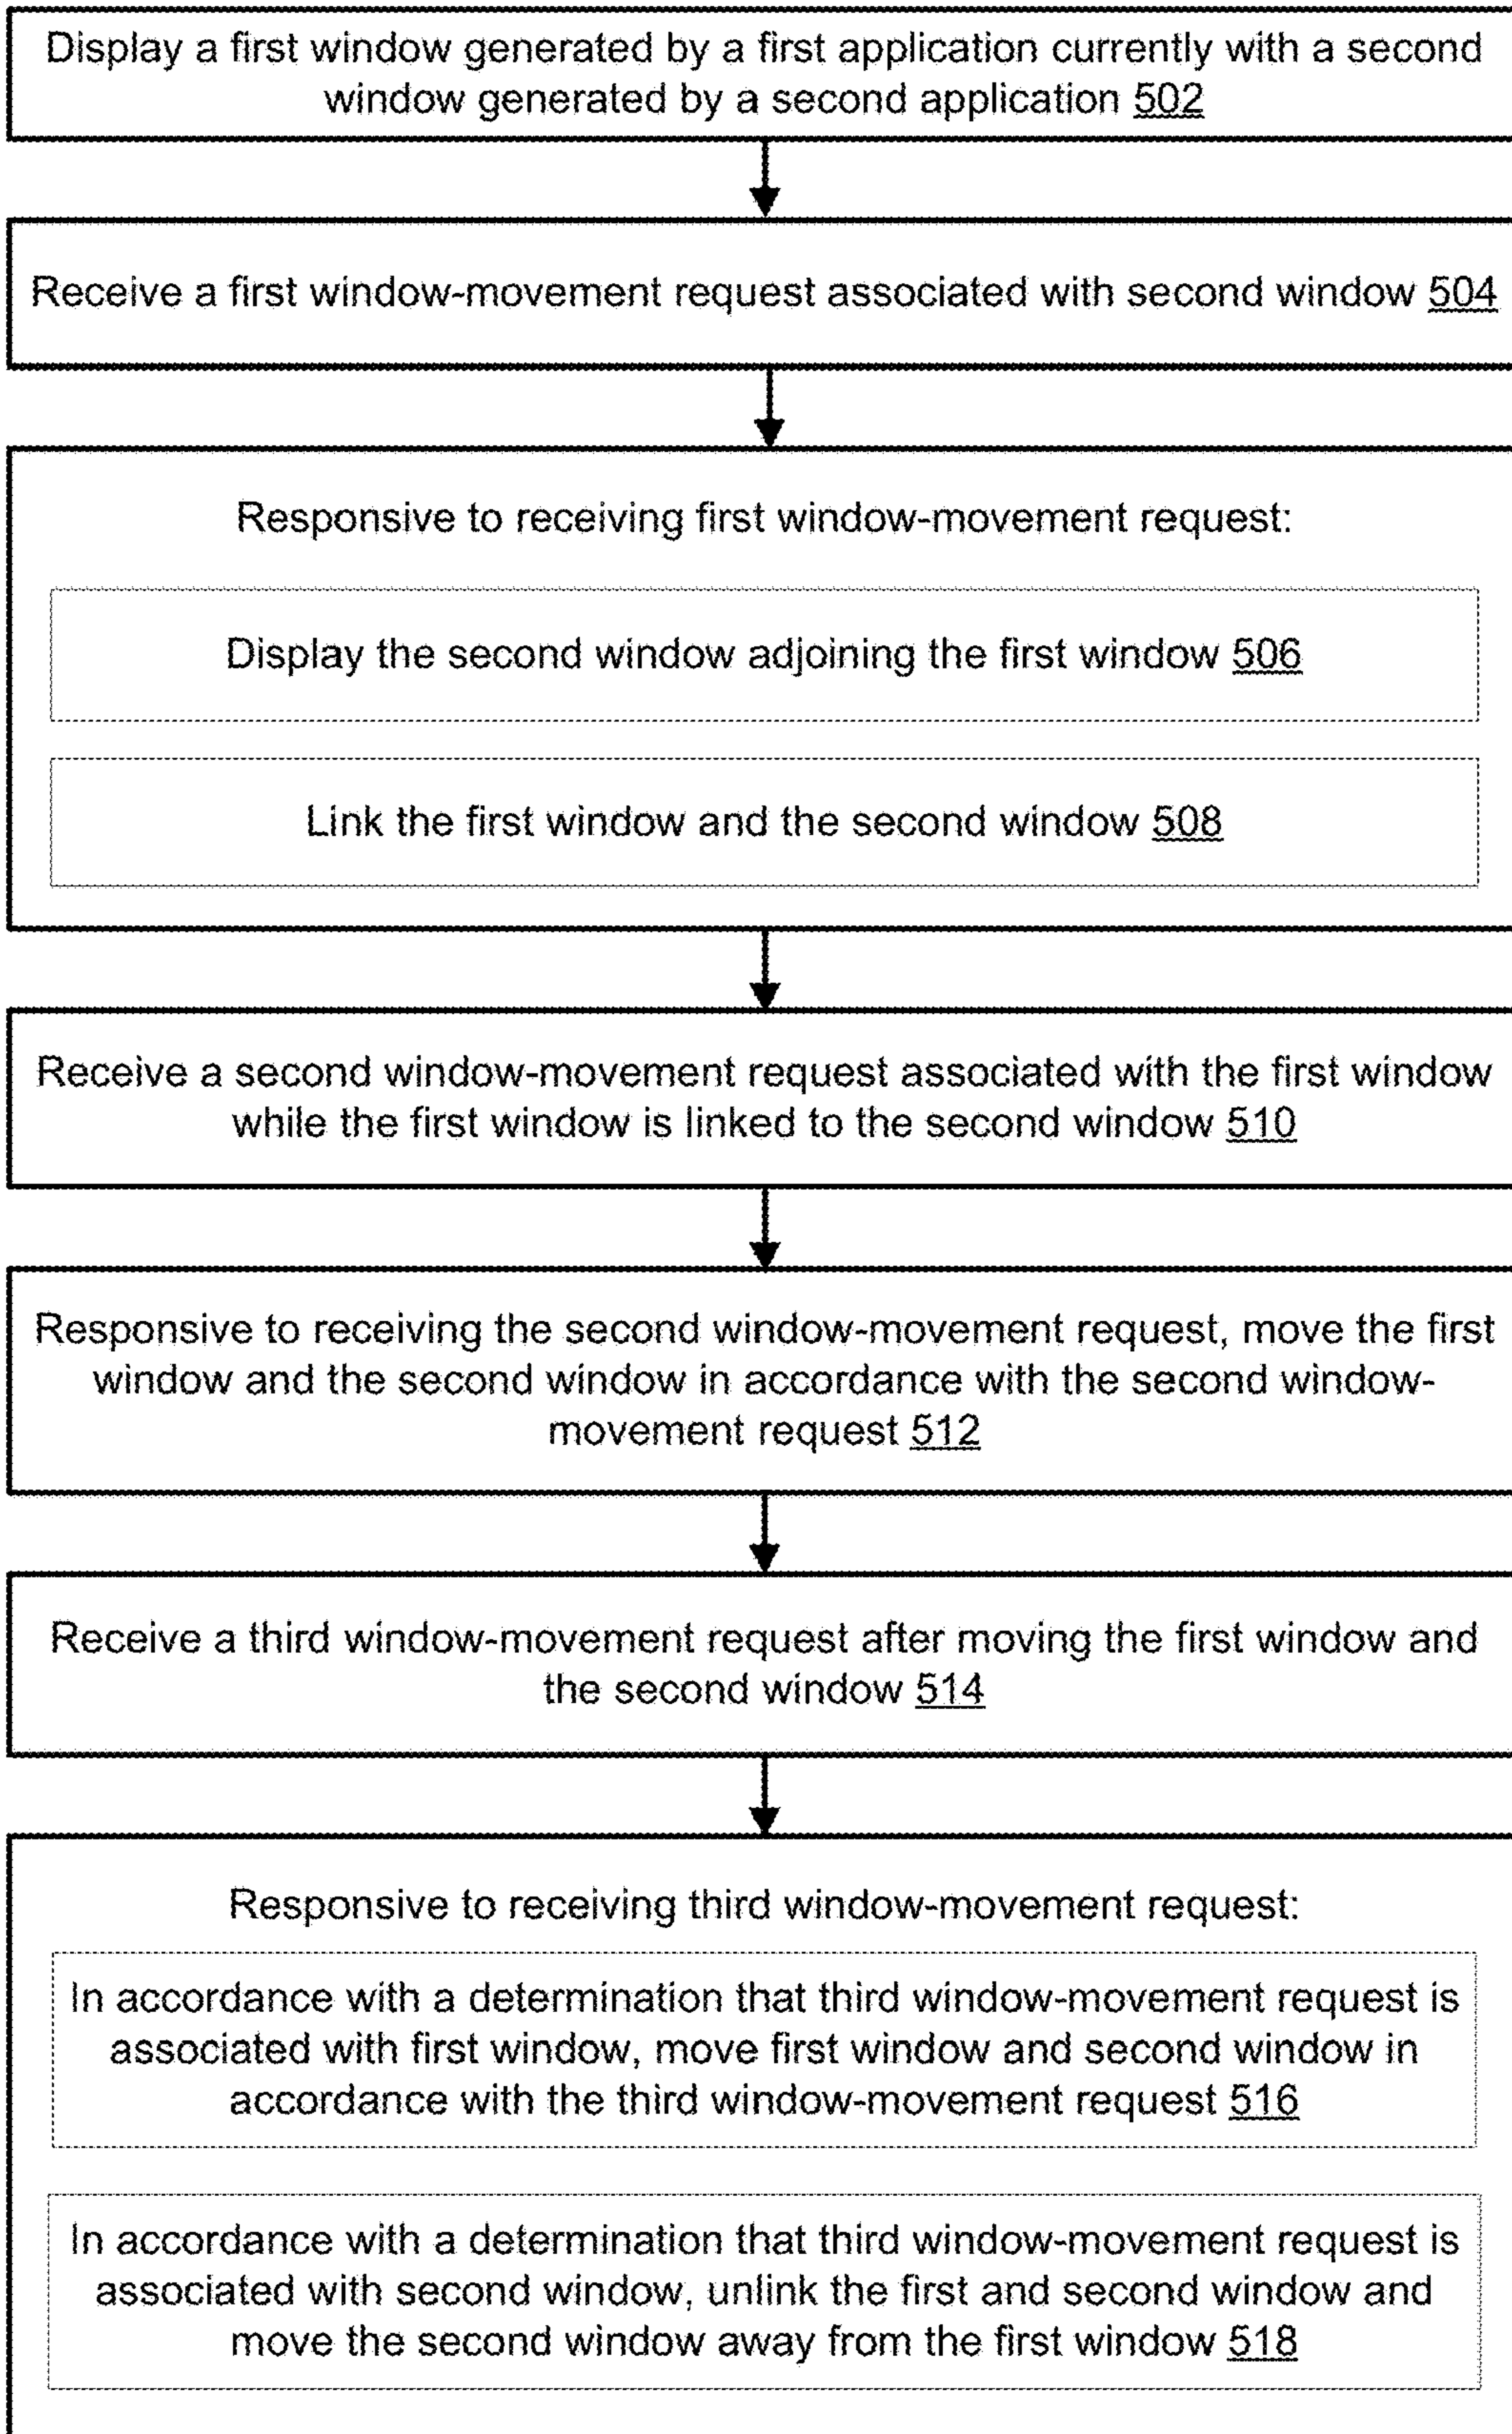 Display a first window generated by a first application currently with a second
window generated by a second application 502
Receive a first window-movement request associated with second window 504
Responsive to receiving first window-movement request:
Display the second window adjoining the first window 506
Link the first window and the second window 508
Receive a second window-movement request associated with the first window
while the first window is linked to the second window 510
Responsive to receiving the second window-movement request, move the first
window and the second window in accordance with the second window-
movement request 512
Receive a third window-movement request after moving the first window and
the second window 514
Responsive to receiving third window-movement request:
In accordance with a determination that third window-movement request is
associated with first window, move first window and second window in
accordance with the third window-movement request 516
In accordance with a determination that third window-movement request is
associated with second window, unlink the first and second window and
move the second window away from the first window 518